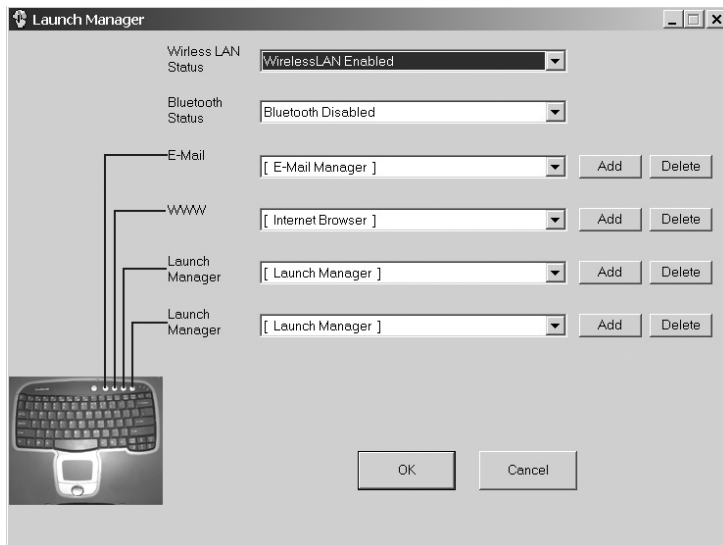 Launch Manager
Wirless LAN
Status
WirelessLAN Enabled
Bluetooth
Status
Bluetooth Disabled
E-Mail
[ E-Mail Manager ]
Add
Delete
WWW
[ Internet Browser ]
Add
Delete
Launch
Manager
[ Launch Manager ]
Add
Delete
Launch
Manager
[ Launch Manager ]
Add
Delete
OK
Cancel